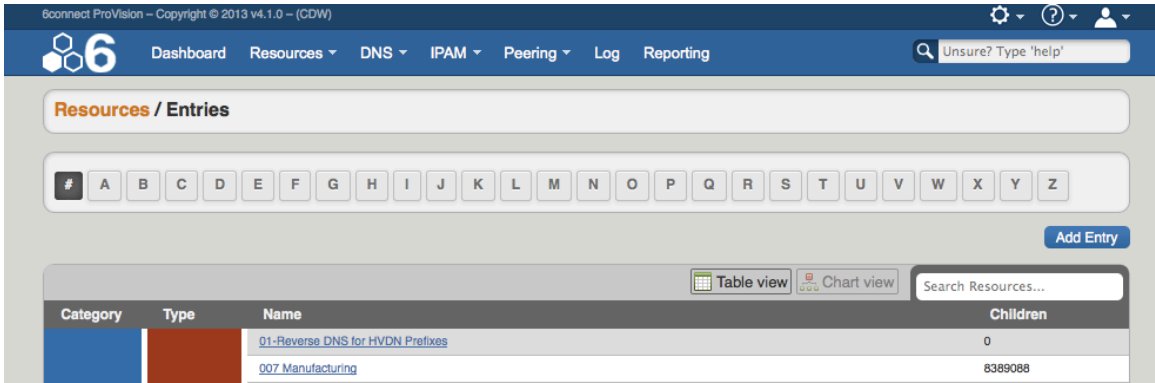 6connect ProVision – Copyright © 2013 v4.1.0 – (CDW)
6 Dashboard Resources DNS IPAM Peering Log Reporting Unsure? Type 'help'
Resources / Entries
# A B C D E F G H I J K L M N O P Q R S T U V W X Y Z
Add Entry
Table view Chart view Search Resources...
Category Type Name Children
01-Reverse DNS for HVDN Prefixes 0
007 Manufacturing 8389088